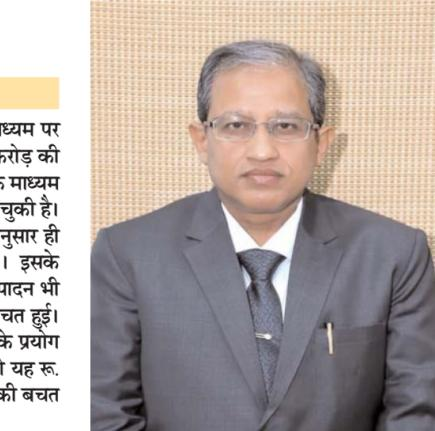 ध्यम पर
करोड़ की
के माध्यम
चुकी है।
नुसार ही
। इसके
पादन भी
चत हुई।
के प्रयोग
यह रू.
की बचत